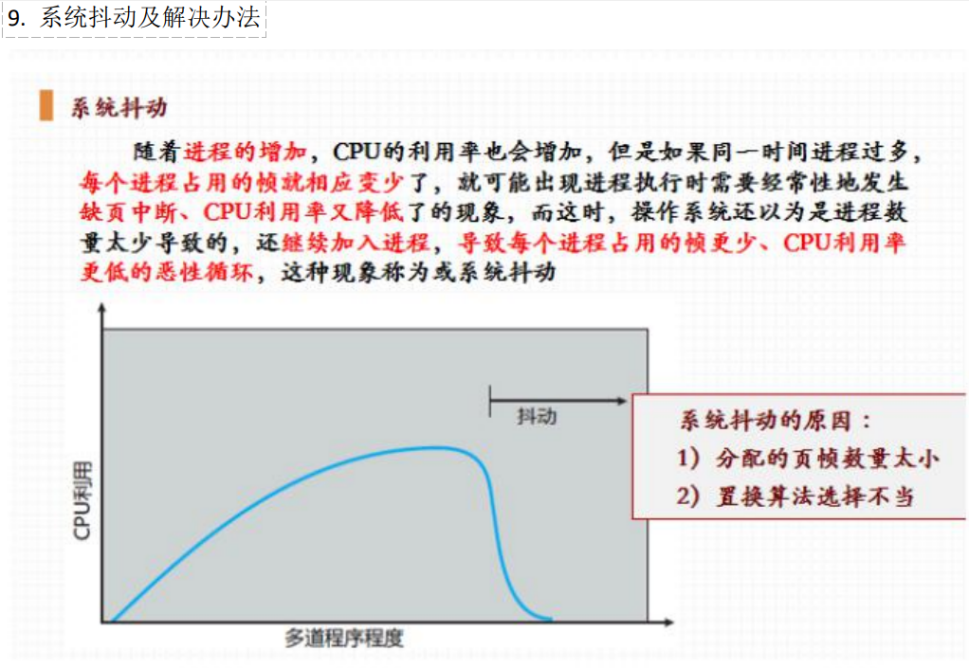 9. 系统抖动及解决办法
系统抖动
随着进程的增加，CPU的利用率也会增加，但是如果同一时间进程过多，
每个进程占用的帧就相应变少了，就可能出现进程执行时需要经常性地发生
缺页中断、CPU利用率又降低了的现象，而这时，操作系统还以为是进程数
量太少导致的，还继续加入进程，导致每个进程占用的帧更少、CPU利用率
更低的恶性循环，这种现象称为或系统抖动
抖动
系统抖动的原因：
1）分配的页帧数量太小
2）置换算法选择不当
CPU利用
多道程序程度